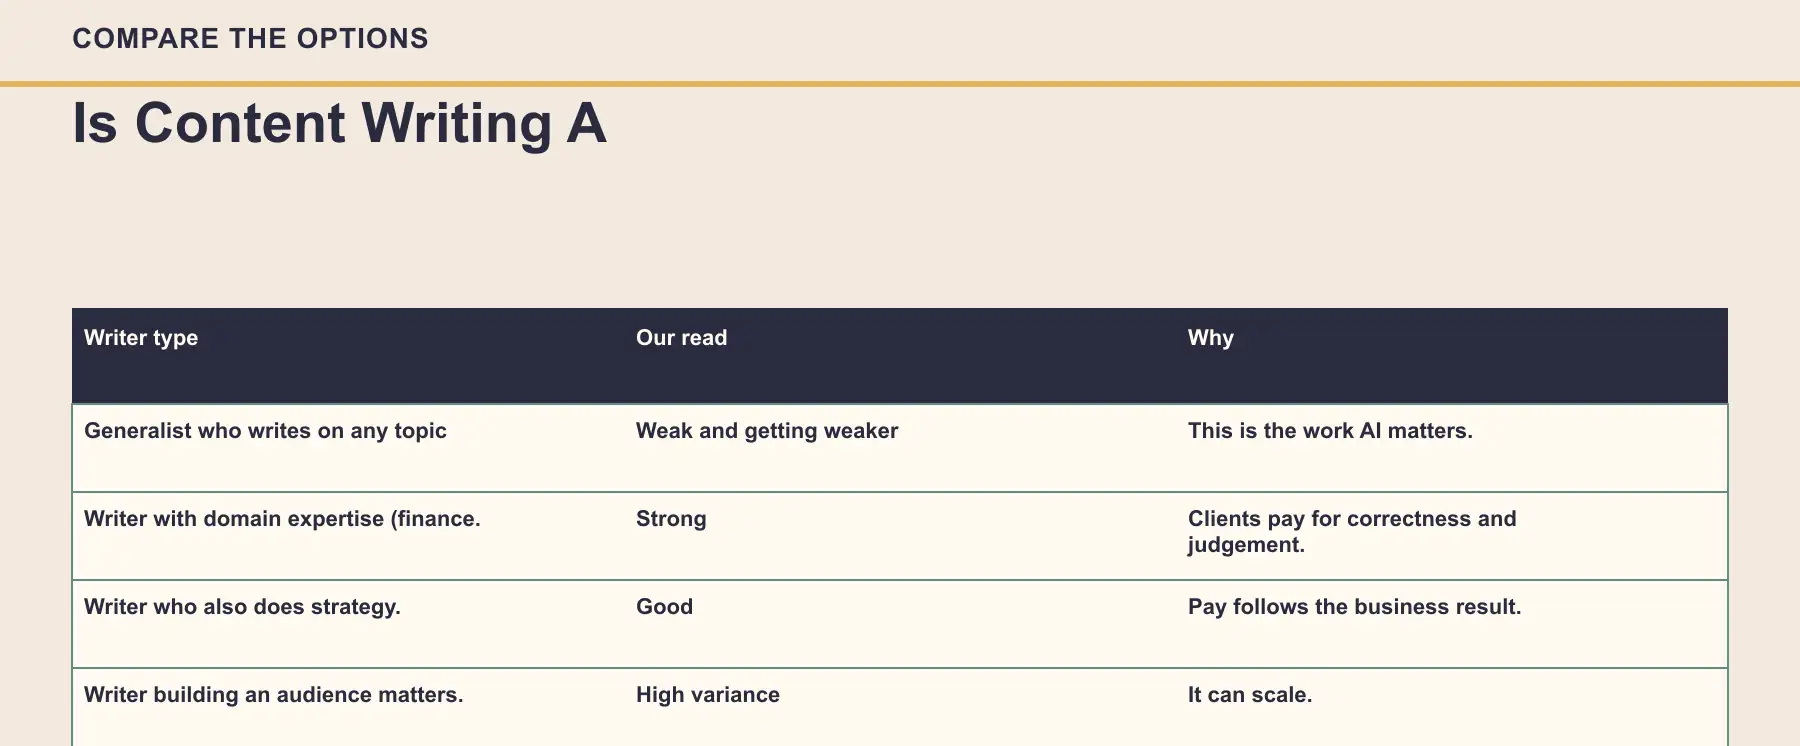 COMPARE THE OPTIONS
Is Content Writing A
Writer type Our read Why
Generalist who writes on any topic Weak and getting weaker This is the work AI matters.
Writer with domain expertise (finance. Strong Clients pay for correctness and
judgement.
Writer who also does strategy. Good Pay follows the business result.
Writer building an audience matters. High variance It can scale.